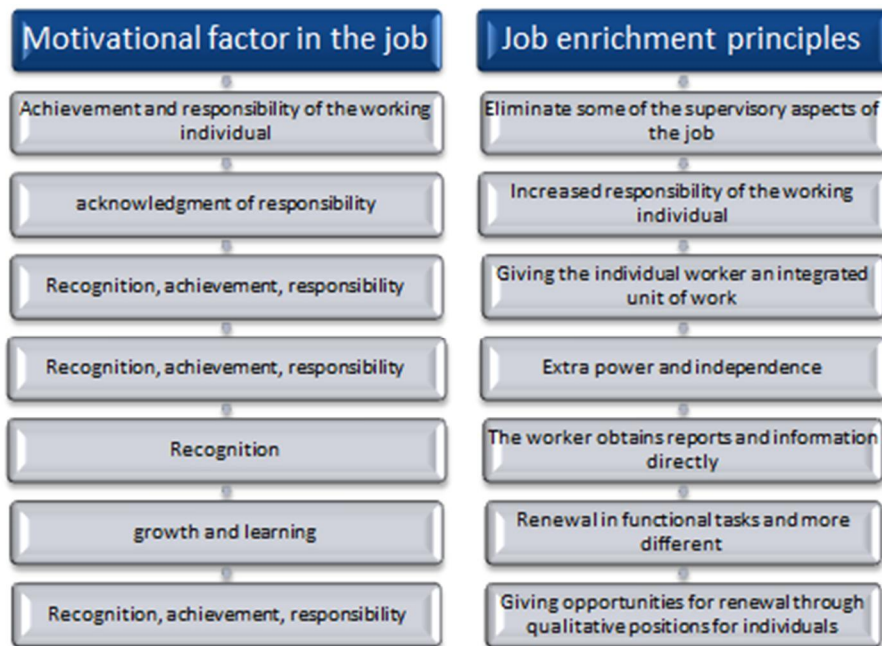 Motivational factor in the job
Achievement and responsibility of the working
individual
acknowledgment of responsibility
Recognition, achievement, responsibility
Recognition, achievement, responsibility
Recognition
growth and learning
Recognition, achievement, responsibility
Job enrichment principles
Eliminate some of the supervisory aspects of
the job
Increased responsibility of the working
individual
Giving the individual worker an integrated
unit of work
Extra power and independence
The worker obtains reports and information
directly
Renewal in functional tasks and more
different
Giving opportunities for renewal through
qualitative positions for individuals